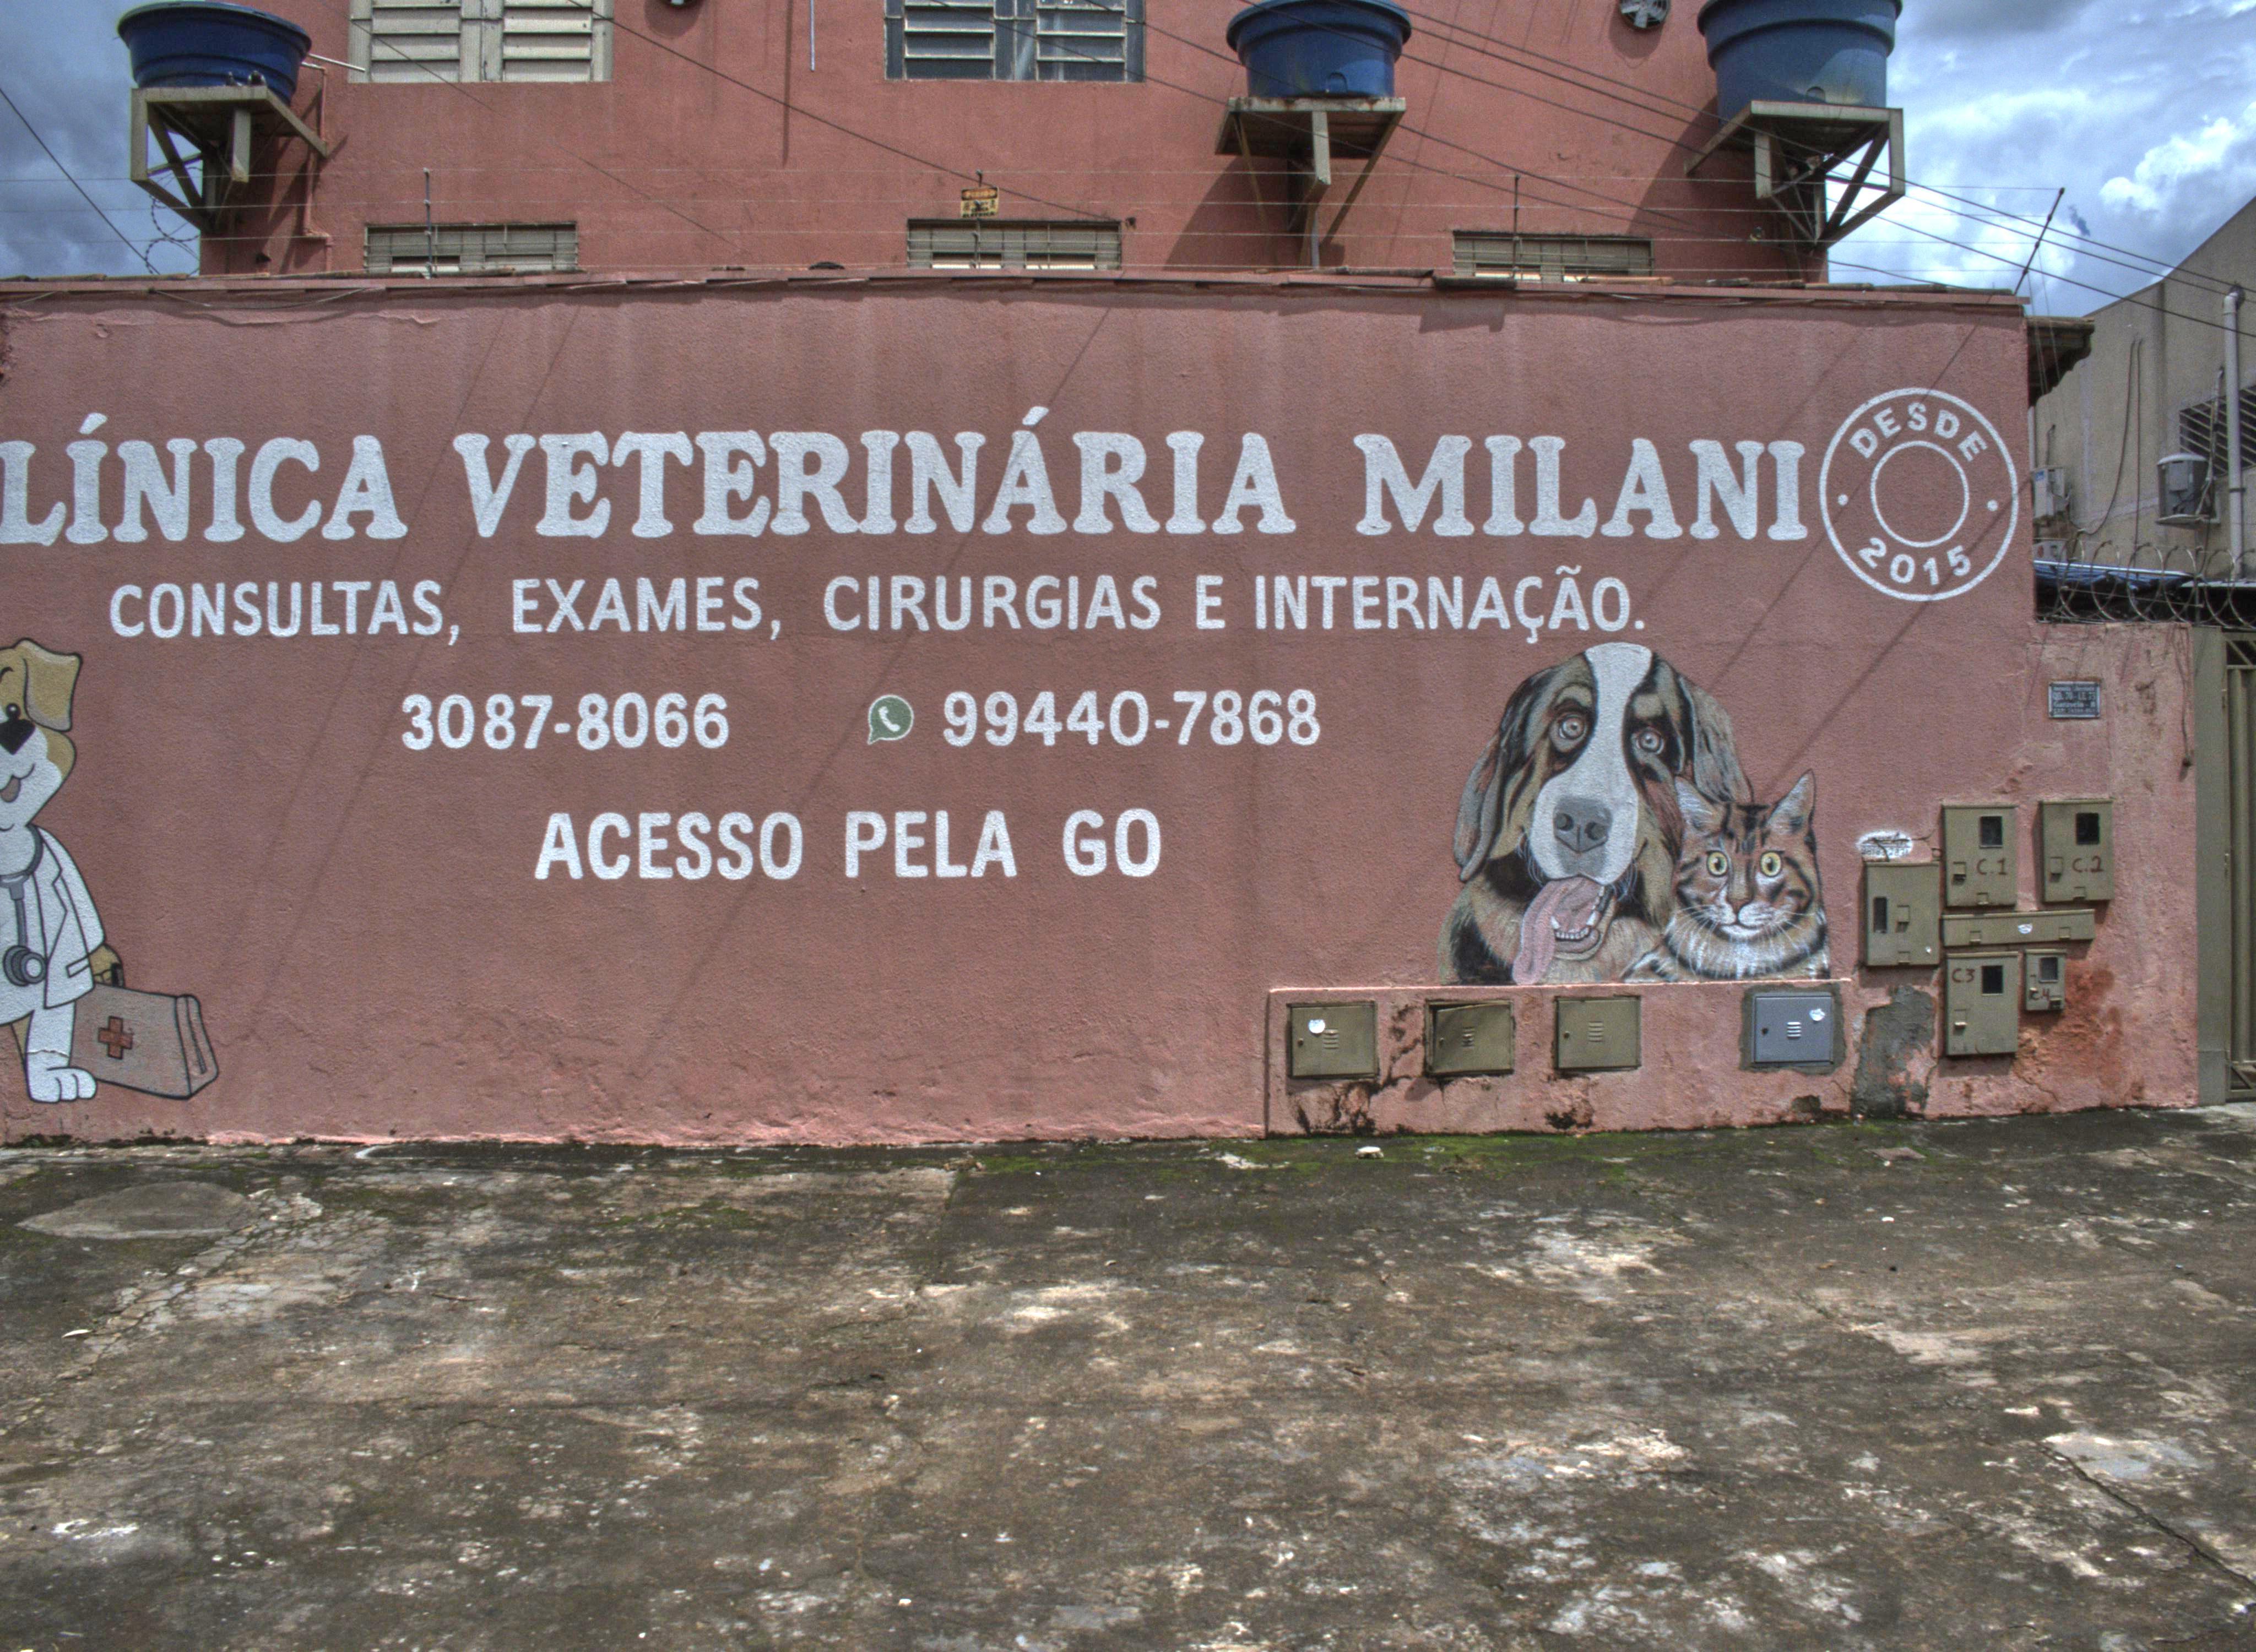 LÍNICA VETERINÁRIA MILANI
DESDE
2015
CONSULTAS, EXAMES, CIRURGIAS E INTERNAÇÃO.
3087-8066 99440-7868
ACESSO PELA GO
C.1
C.2
C3